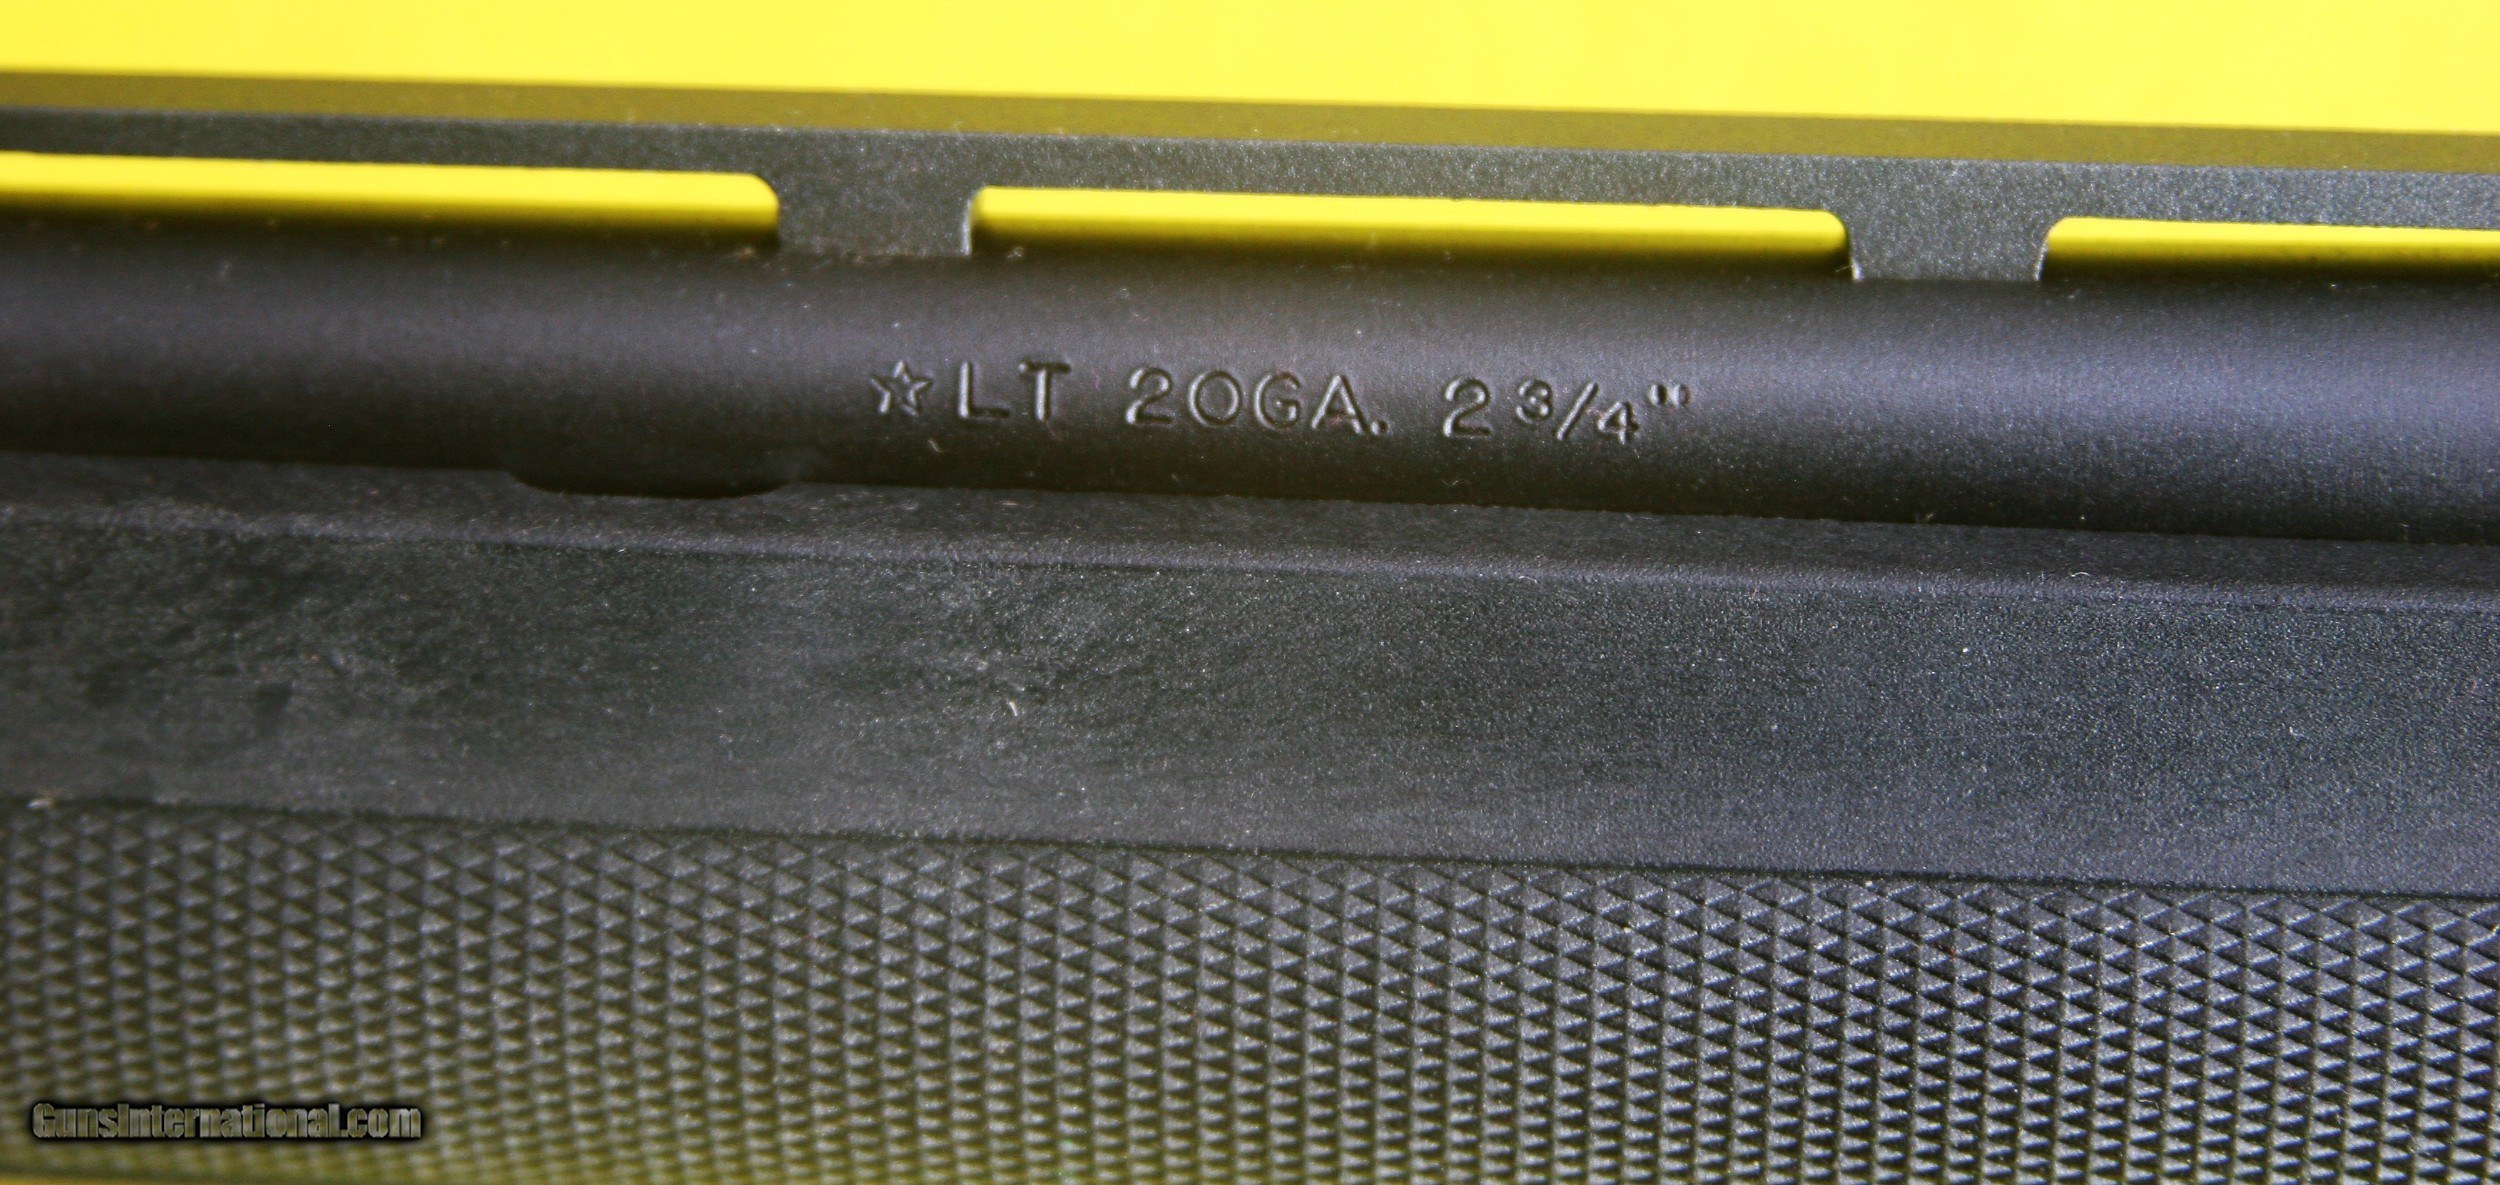 ☆LT 20GA. 2 3/4"
GunsInternational.com